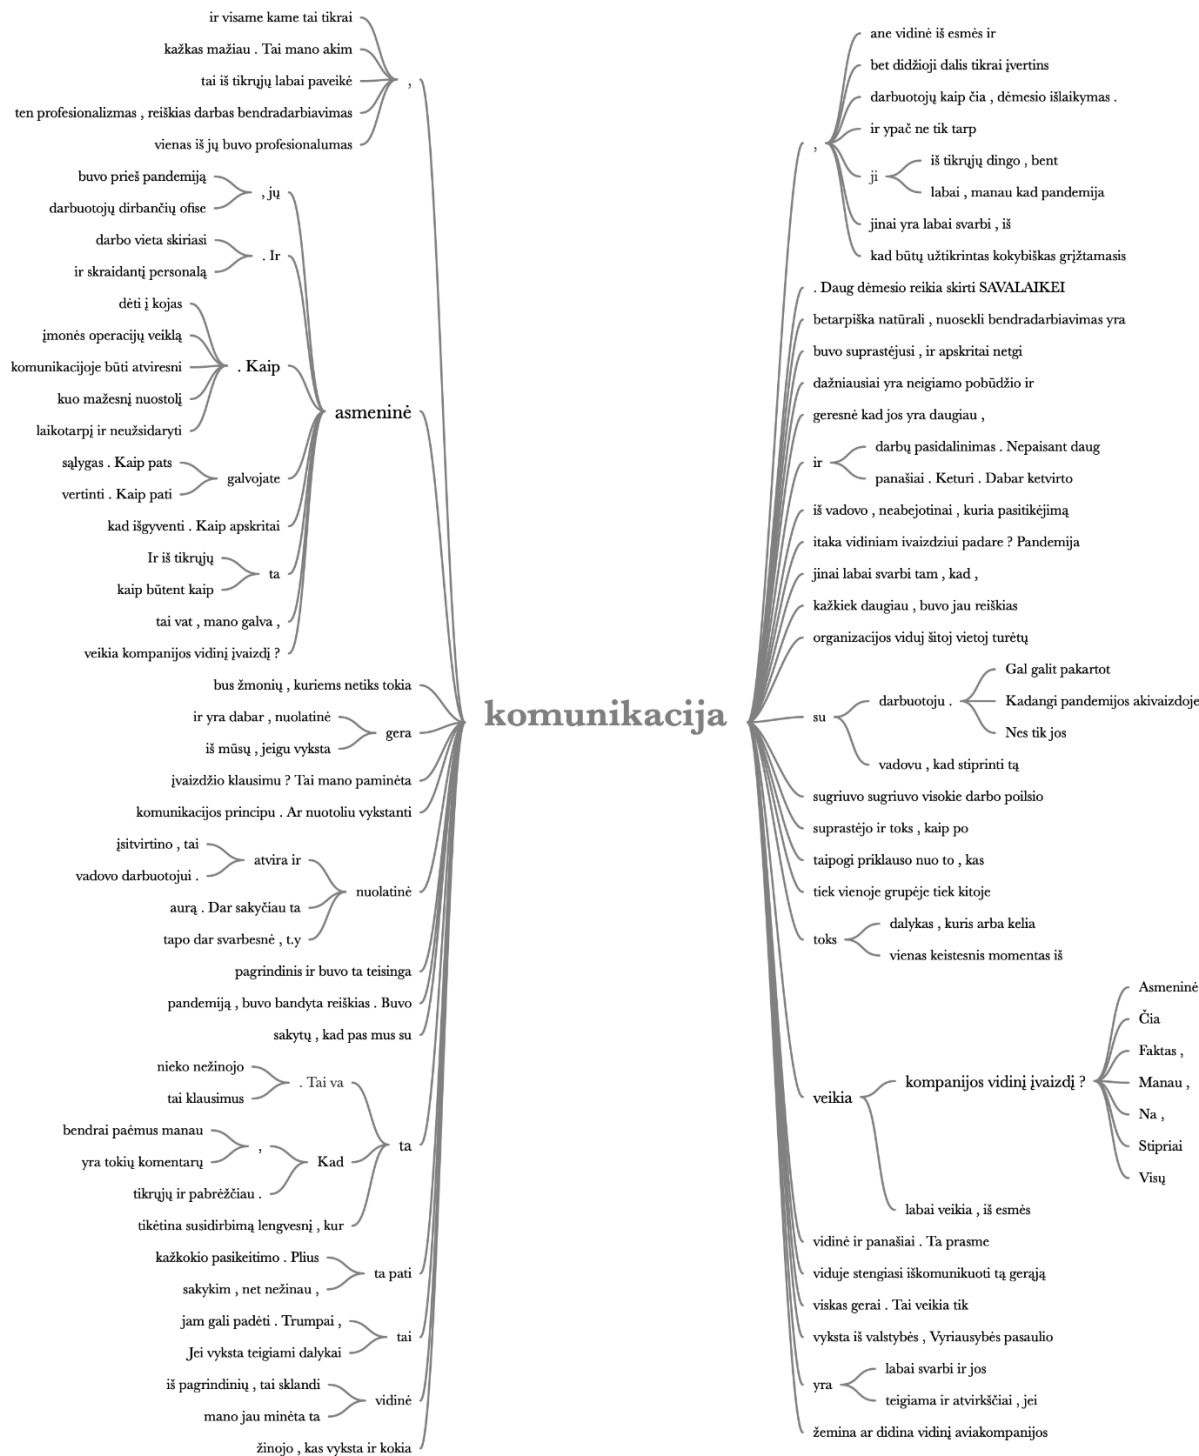 ir visame kame tai tikrai
kažkas mažiau . Tai mano akim
tai iš tikrųjų labai paveikė
ten profesionalizmas , reiškias darbas bendradarbiavimas
vienas iš jų buvo profesionalumas
,
buvo prieš pandemiją
darbuotojų dirbančių ofise
, jų
darbo vieta skiriasi
ir skraidantį personalą
. Ir
dėti į kojas
įmonės operacijų veiklą
komunikacijoje būti atviresni
kuo mažesnį nuostolį
laikotarpį ir neužsidaryti
. Kaip
sąlygas . Kaip pats
vertinti . Kaip pati
galvojate
kad išgyventi . Kaip apskritai
Ir iš tikrųjų
kaip būtent kaip
ta
tai vat , mano galva ,
veikia kompanijos vidinį įvaizdį ?
asmeninė
bus žmonių , kuriems netiks tokia
ir yra dabar , nuolatinė
iš mūsų , jeigu vyksta
gera
įvaizdžio klausimu ? Tai mano paminėta
komunikacijos principu . Ar nuotoliu vykstanti
įsitvirtino , tai
vadovo darbuotojui .
atvira ir
aurą . Dar sakyčiau ta
tapo dar svarbesnė , t.y
nuolatinė
pagrindinis ir buvo ta teisinga
pandemiją , buvo bandyta reiškias . Buvo
sakytų , kad pas mus su
nieko nežinojo
tai klausimus
. Tai va
bendrai paėmus manau
yra tokių komentarų
,
tikrųjų ir pabrėžčiau .
Kad
tikėtina susidirbimą lengvesnį , kur
ta
kažkokio pasikeitimo . Plius
sakykim , net nežinau ,
ta pati
jam gali padėti . Trumpai ,
Jei vyksta teigiami dalykai
tai
iš pagrindinių , tai sklandi
mano jau minėta ta
vidinė
žinojo , kas vyksta ir kokia
komunikacija
,
ane vidinė iš esmės ir
bet didžioji dalis tikrai įvertins
darbuotojų kaip čia , dėmesio išlaikymas .
ir ypač ne tik tarp
ji
iš tikrųjų dingo , bent
labai , manau kad pandemija
jinai yra labai svarbi , iš
kad būtų užtikrintas kokybiškas grįžtamasis
. Daug dėmesio reikia skirti SAVALAIKEI
betarpiška natūrali , nuosekli bendradarbiavimas yra
buvo suprastėjusi , ir apskritai netgi
dažniausiai yra neigiamo pobūdžio ir
geresnė kad jos yra daugiau ,
ir
darbų pasidalinimas . Nepaisant daug
panašiai . Keturi . Dabar ketvirto
iš vadovo , neabejotinai , kuria pasitikėjimą
itaka vidiniam ivaizdziui padare ? Pandemija
jinai labai svarbi tam , kad ,
kažkiek daugiau , buvo jau reiškias
organizacijos viduj šitoj vietoj turėtų
su
darbuotoju .
Gal galit pakartot
Kadangi pandemijos akivaizdoje
Nes tik jos
vadovu , kad stiprinti tą
sugriuvo sugriuvo visokie darbo poilsio
suprastėjo ir toks , kaip po
taipogi priklauso nuo to , kas
tiek vienoje grupėje tiek kitoje
toks
dalykas , kuris arba kelia
vienas keistesnis momentas iš
veikia
kompanijos vidinį įvaizdį ?
Asmeninė
Čia
Faktas ,
Manau ,
Na ,
Stipriai
Visų
labai veikia , iš esmės
vidinė ir panašiai . Ta prasme
viduje stengiasi iškomunikuoti tą gerąją
viskas gerai . Tai veikia tik
vyksta iš valstybės , Vyriausybės pasaulio
yra
labai svarbi ir jos
teigiama ir atvirkščiai , jei
žemina ar didina vidinį aviakompanijos